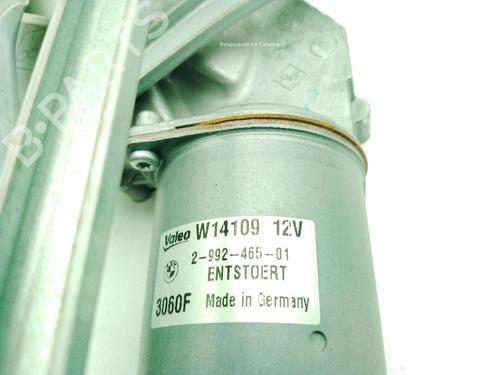 Desguaces La Cabaña
B-PARTS
Valeo W14109 12V
2-992-465-01
ENTSTOERT
3060F Made in Germany